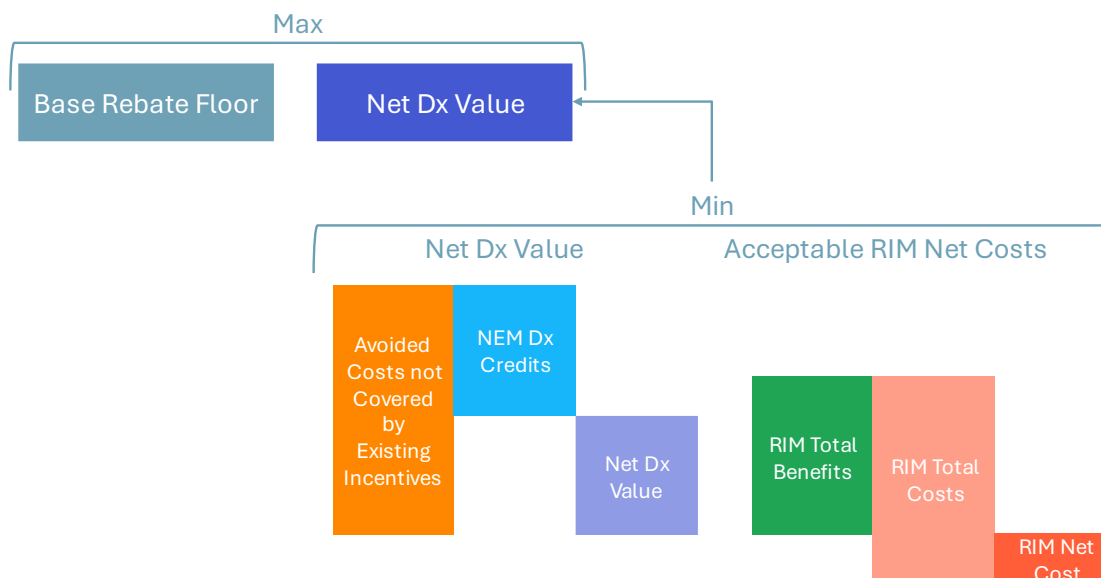 Max
Base Rebate Floor
Net Dx Value
Min
Net Dx Value
Acceptable RIM Net Costs
Avoided
Costs not
Covered
by
Existing
Incentives
NEM Dx
Credits
Net Dx
Value
RIM Total
Benefits
RIM Total
Costs
RIM Net
Cost